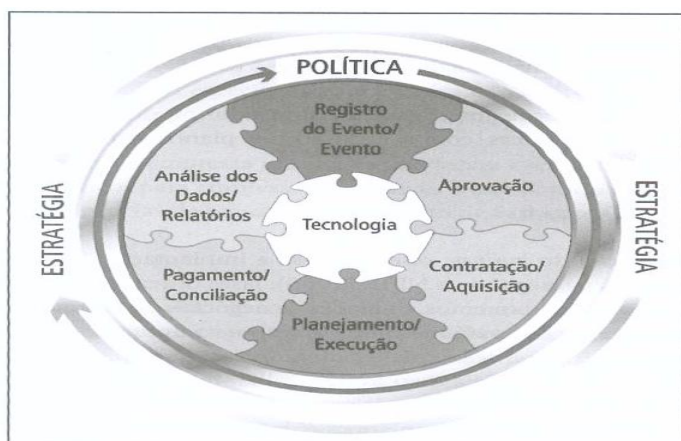 POLÍTICA
Registro
do Evento/
Evento
Análise dos
Dados/
Relatórios
Aprovação
Tecnologia
ESTRATÉGIA
ESTRATÉGIA
Pagamento/
Conciliação
Contratação/
Aquisição
Planejamento/
Execução